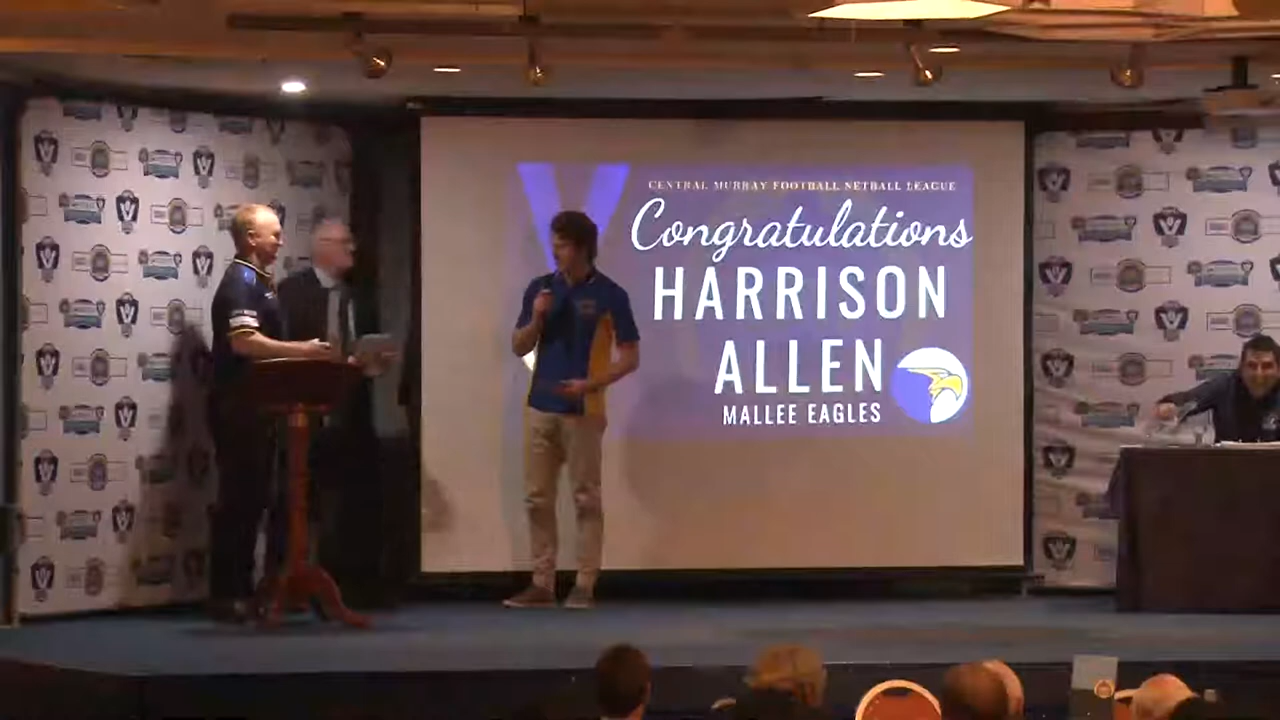 CENTRAL MURRAY FOOTBALL NETBALL LEAGUE
Congratulations
HARRISON
ALLEN
MALLEE EAGLES